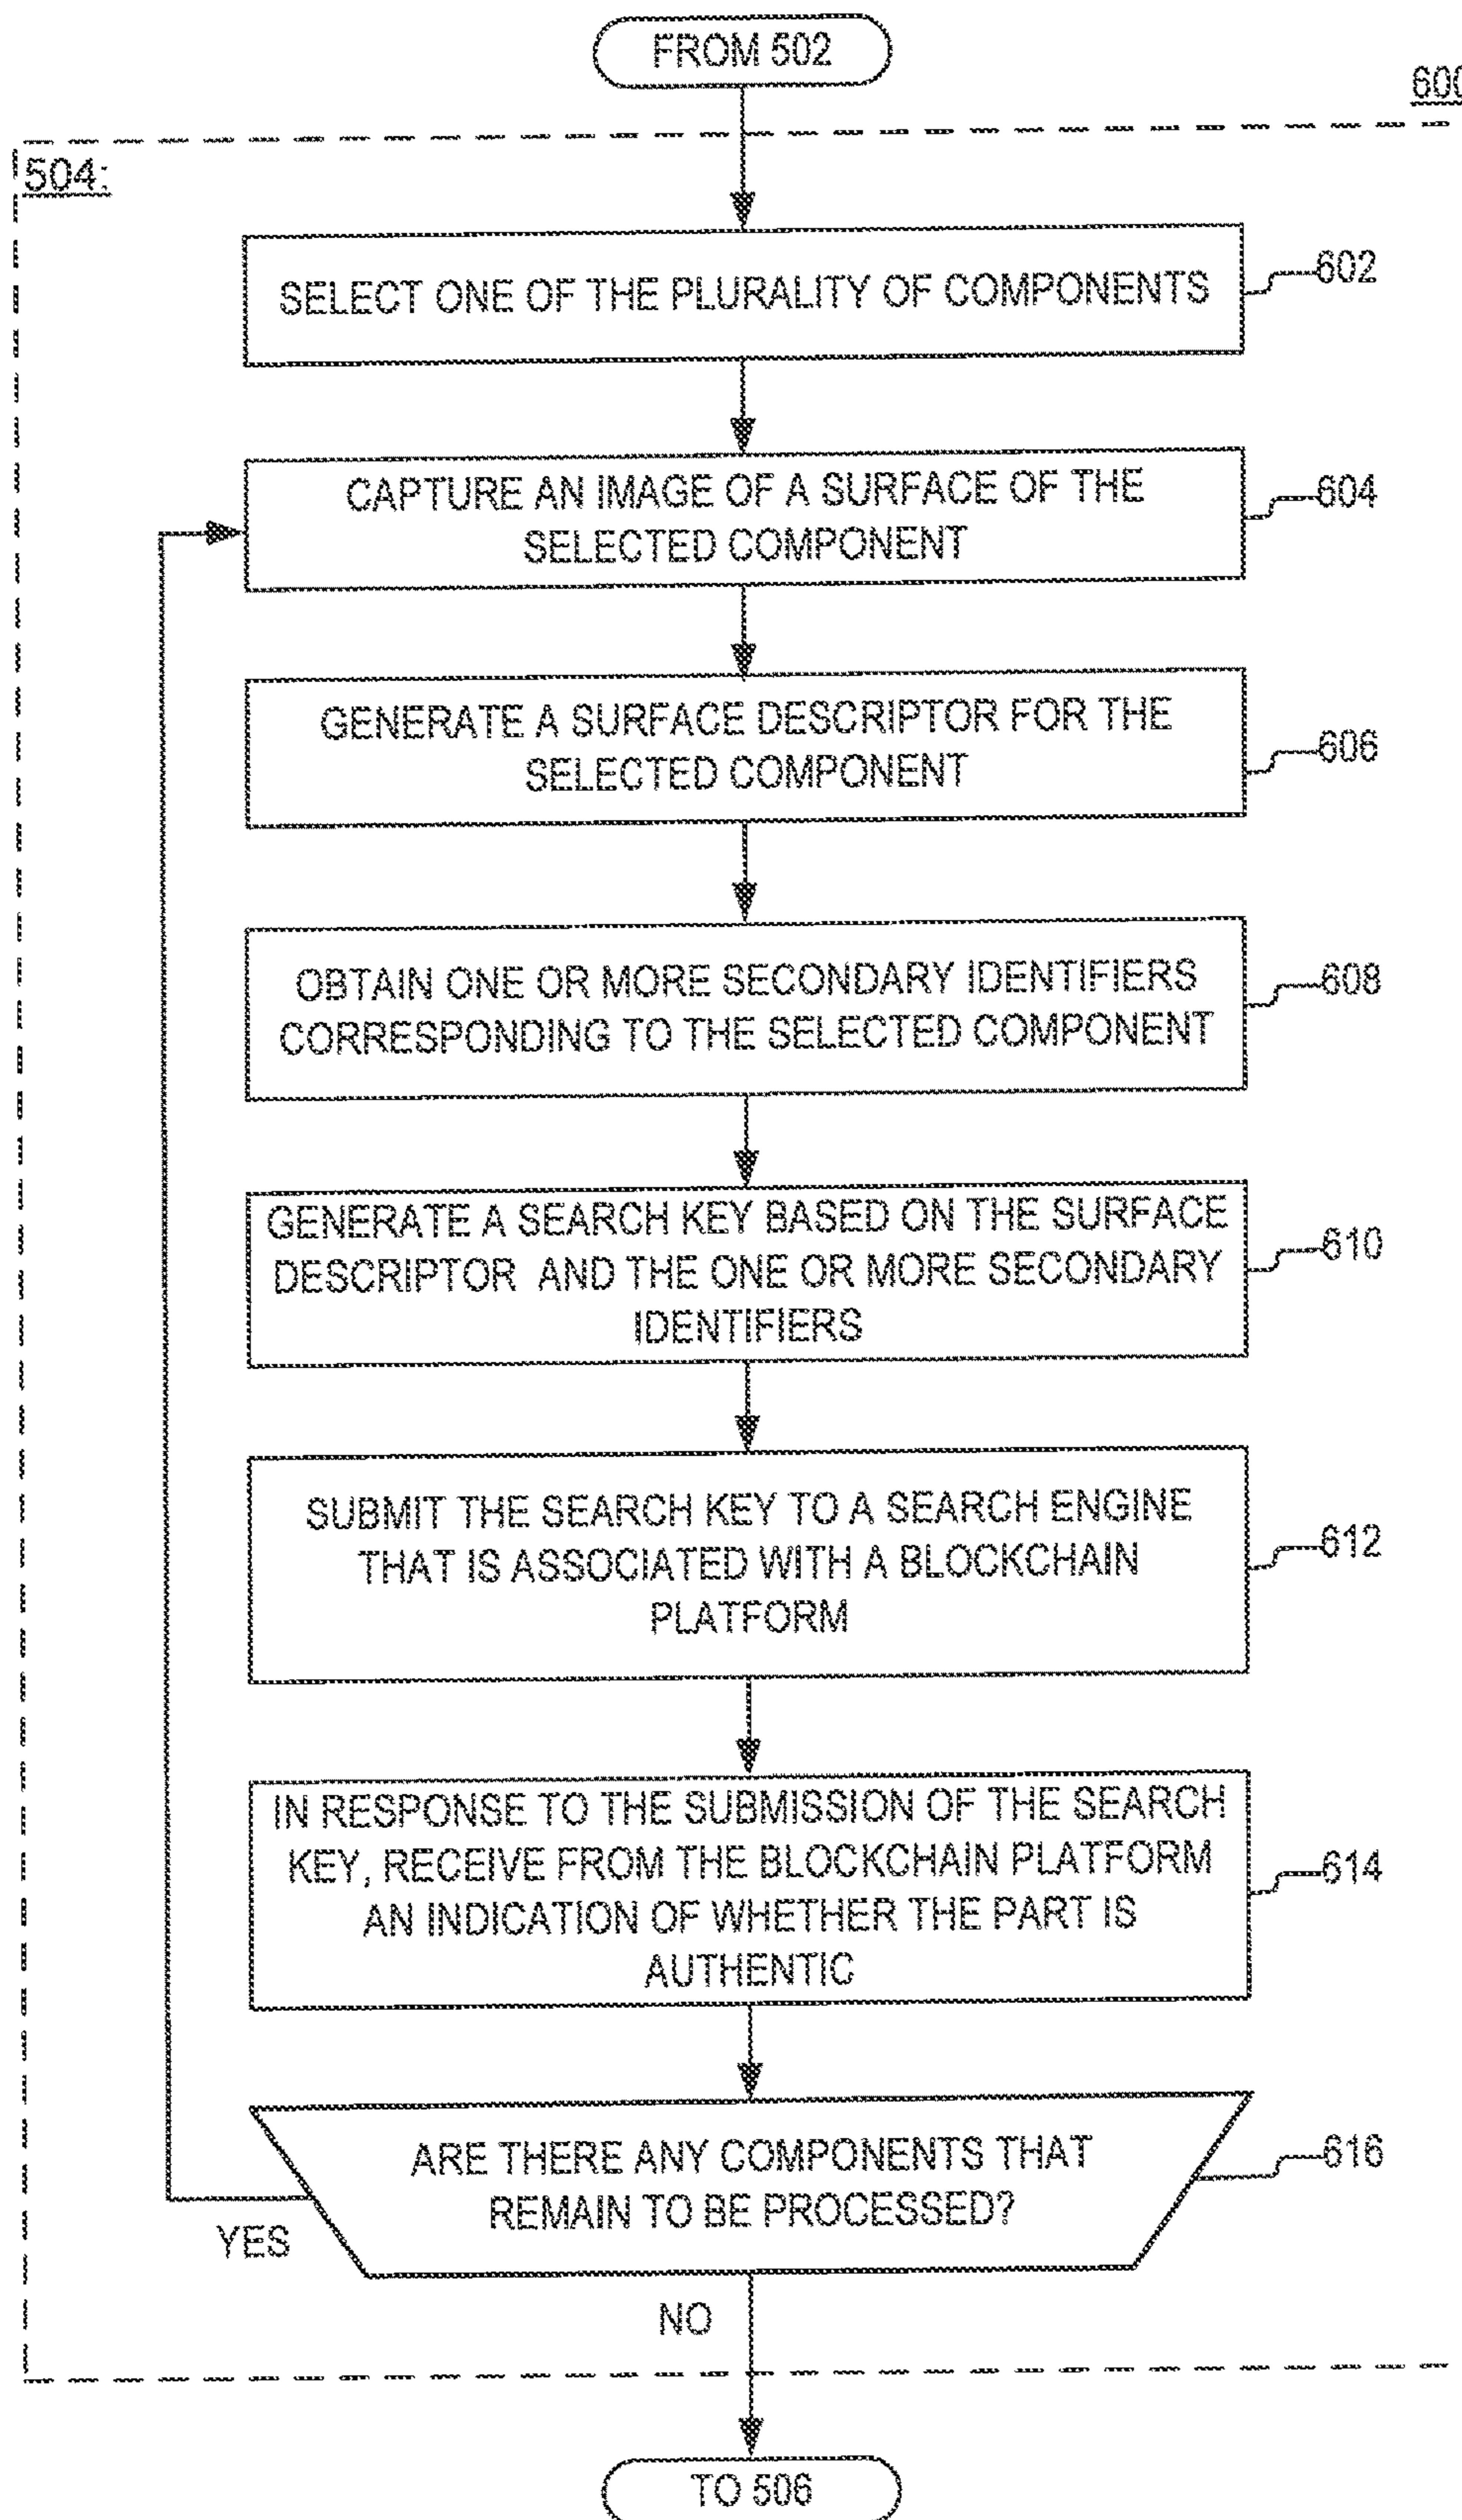 FROM 502
600
504:
SELECT ONE OF THE PLURALITY OF COMPONENTS
602
CAPTURE AN IMAGE OF A SURFACE OF THE
SELECTED COMPONENT
604
GENERATE A SURFACE DESCRIPTOR FOR THE
SELECTED COMPONENT
606
OBTAIN ONE OR MORE SECONDARY IDENTIFIERS
CORRESPONDING TO THE SELECTED COMPONENT
608
GENERATE A SEARCH KEY BASED ON THE SURFACE
DESCRIPTOR AND THE ONE OR MORE SECONDARY
IDENTIFIERS
610
SUBMIT THE SEARCH KEY TO A SEARCH ENGINE
THAT IS ASSOCIATED WITH A BLOCKCHAIN
PLATFORM
612
IN RESPONSE TO THE SUBMISSION OF THE SEARCH
KEY, RECEIVE FROM THE BLOCKCHAIN PLATFORM
AN INDICATION OF WHETHER THE PART IS
AUTHENTIC
614
ARE THERE ANY COMPONENTS THAT
REMAIN TO BE PROCESSED?
616
YES
NO
TO 506